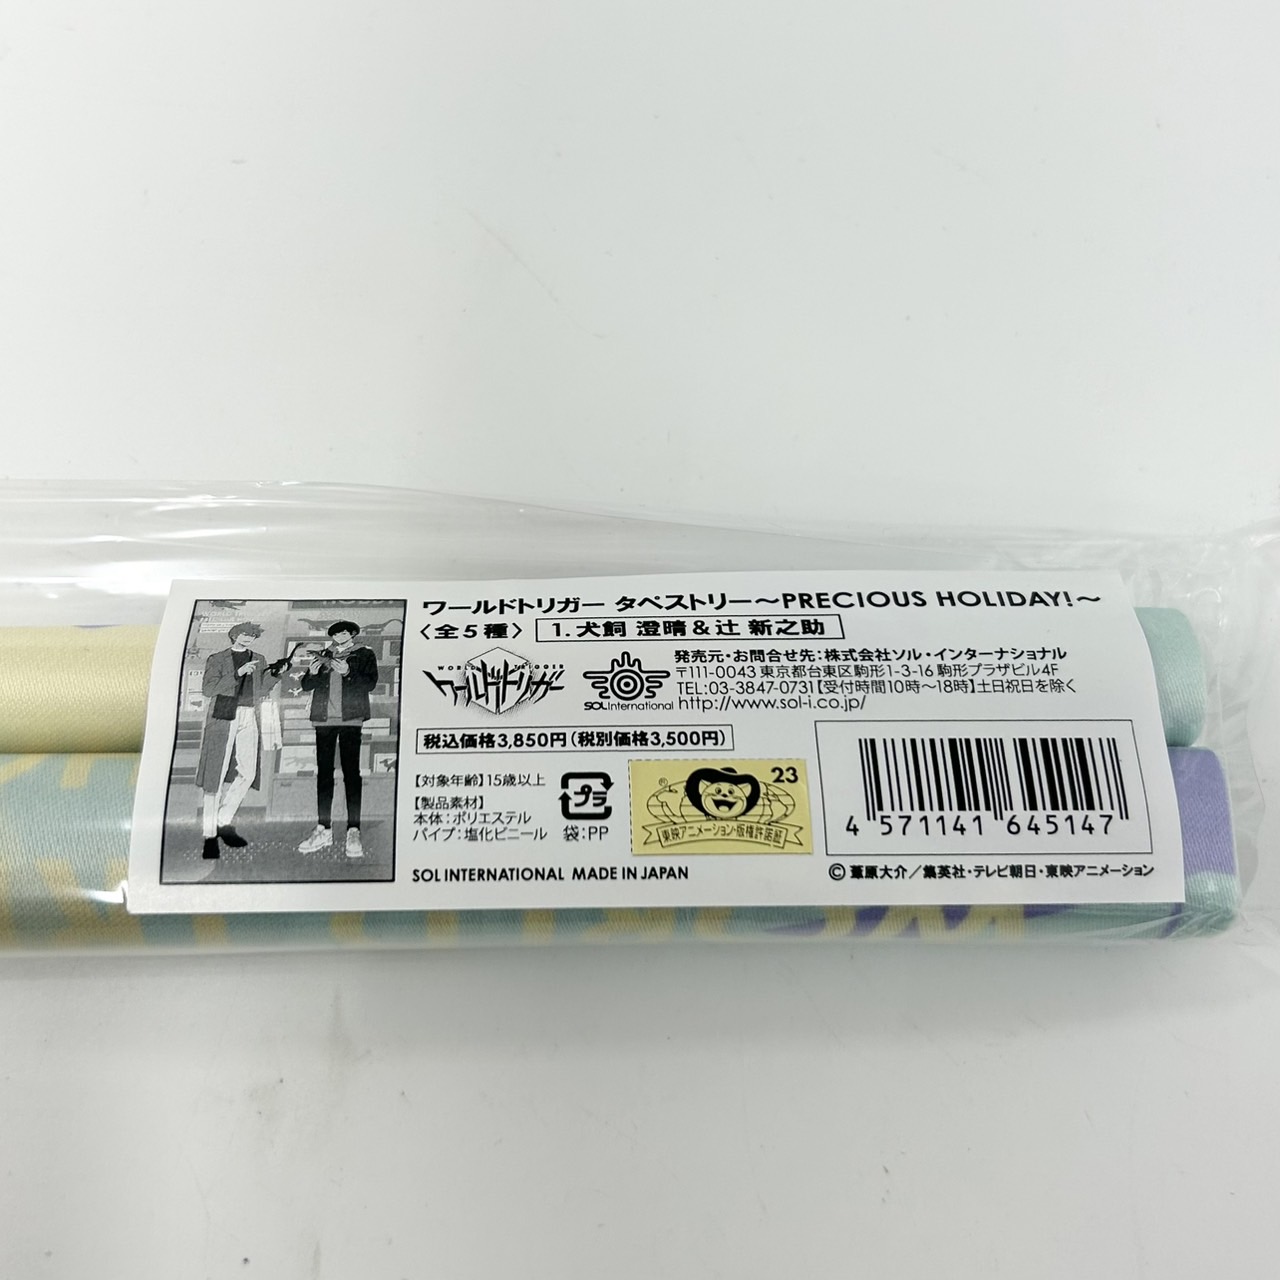 ワールドトリガー タペストリー～PRECIOUS HOLIDAY!～
〈全5種〉 1.犬飼 澄晴&辻 新之助
WORLD TRIGGER
ワールドトリガー
SOL International
発売元・お問合せ先:株式会社ソル・インターナショナル
〒111-0043 東京都台東区駒形1-3-16 駒形プラザビル4F
TEL:03-3847-0731【受付時間10時～18時】土日祝日を除く
http://www.sol-i.co.jp/
税込価格3,850円(税別価格3,500円)
【対象年齢】15歳以上
【製品素材】
本体:ポリエステル
パイプ:塩化ビニール
プラ
袋:PP
23
東映アニメーション・版権許諾証
4 571141 645147
SOL INTERNATIONAL MADE IN JAPAN
©葦原大介/集英社・テレビ朝日・東映アニメーション